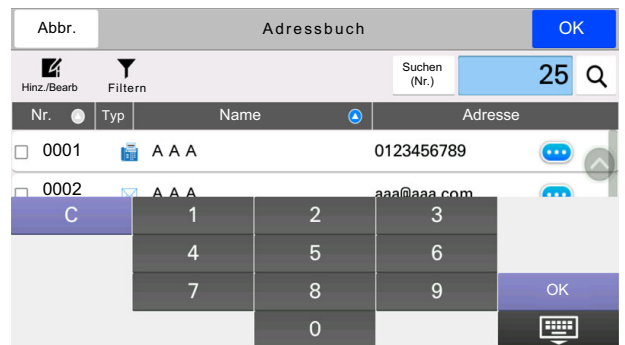 Abbr. Adressbuch OK
Hinz./Bearb Filtern Suchen (Nr.) 25
Nr. Typ Name Adresse
0001 A A A 0123456789
0002 A A A aaa@aaa.com
C 1 2 3
4 5 6
7 8 9 OK
0